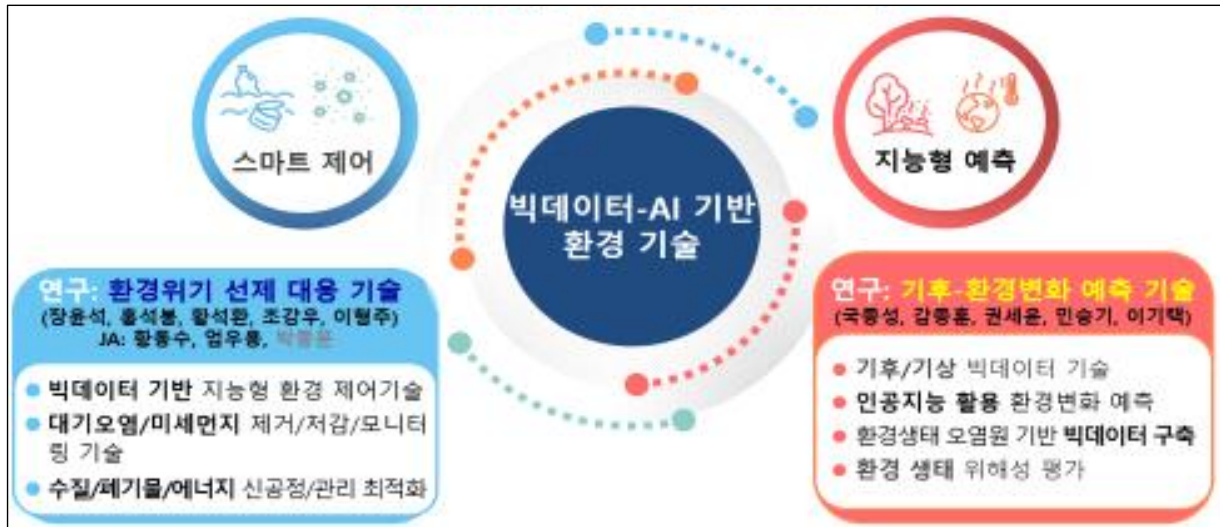 스마트 제어
지능형 예측
빅데이터-AI 기반
환경 기술
연구: 환경위기 선제 대응 기술
(장윤석, 홍석봉, 황석환, 조강우, 이형주)
JA: 황동수, 엄우용,
• 빅데이터 기반 지능형 환경 제어기술
• 대기오염/미세먼지 제거/저감/모니터
링 기술
• 수질/폐기물/에너지 신공정/관리 최적화
연구: 기후-환경변화 예측 기술
(국종성, 감종훈, 권세윤, 민승기, 이기택)
• 기후/기상 빅데이터 기술
• 인공지능 활용 환경변화 예측
• 환경생태 오염원 기반 빅데이터 구축
• 환경 생태 위해성 평가